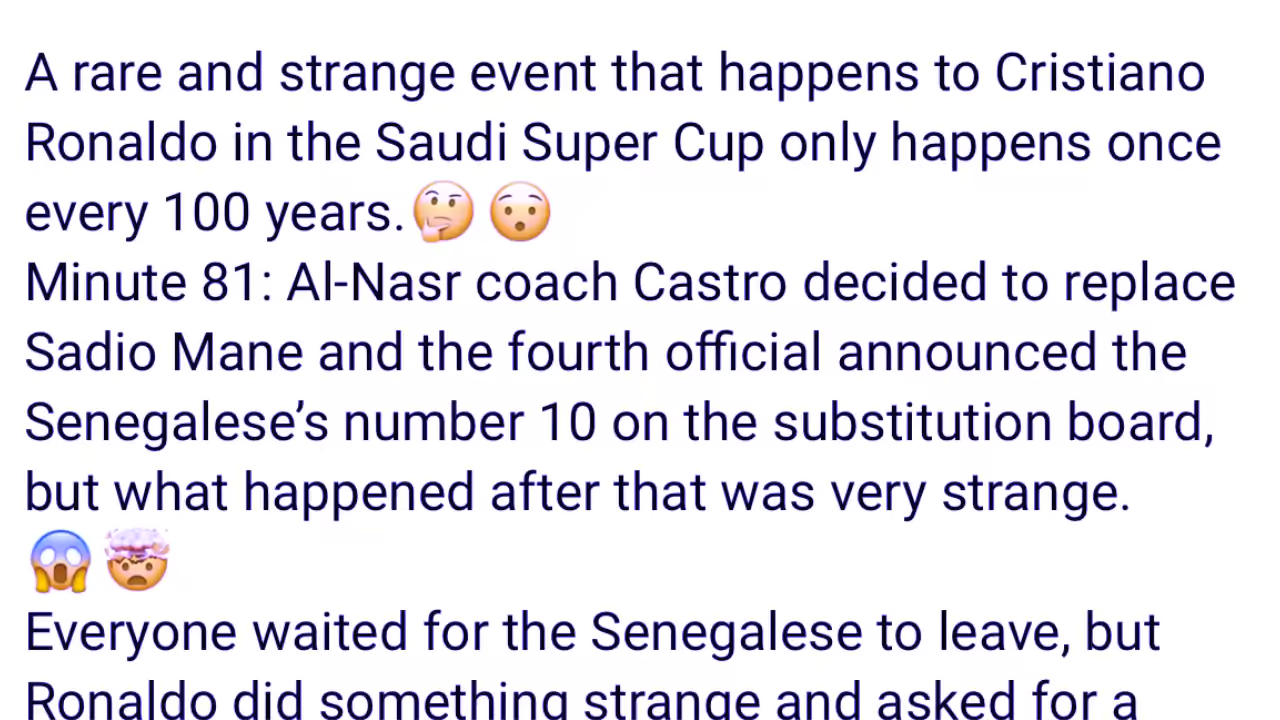 A rare and strange event that happens to Cristiano
Ronaldo in the Saudi Super Cup only happens once
every 100 years.🤔😯
Minute 81: Al-Nasr coach Castro decided to replace
Sadio Mane and the fourth official announced the
Senegalese’s number 10 on the substitution board,
but what happened after that was very strange.
😱🤯
Everyone waited for the Senegalese to leave, but
Ronaldo did something strange and asked for a